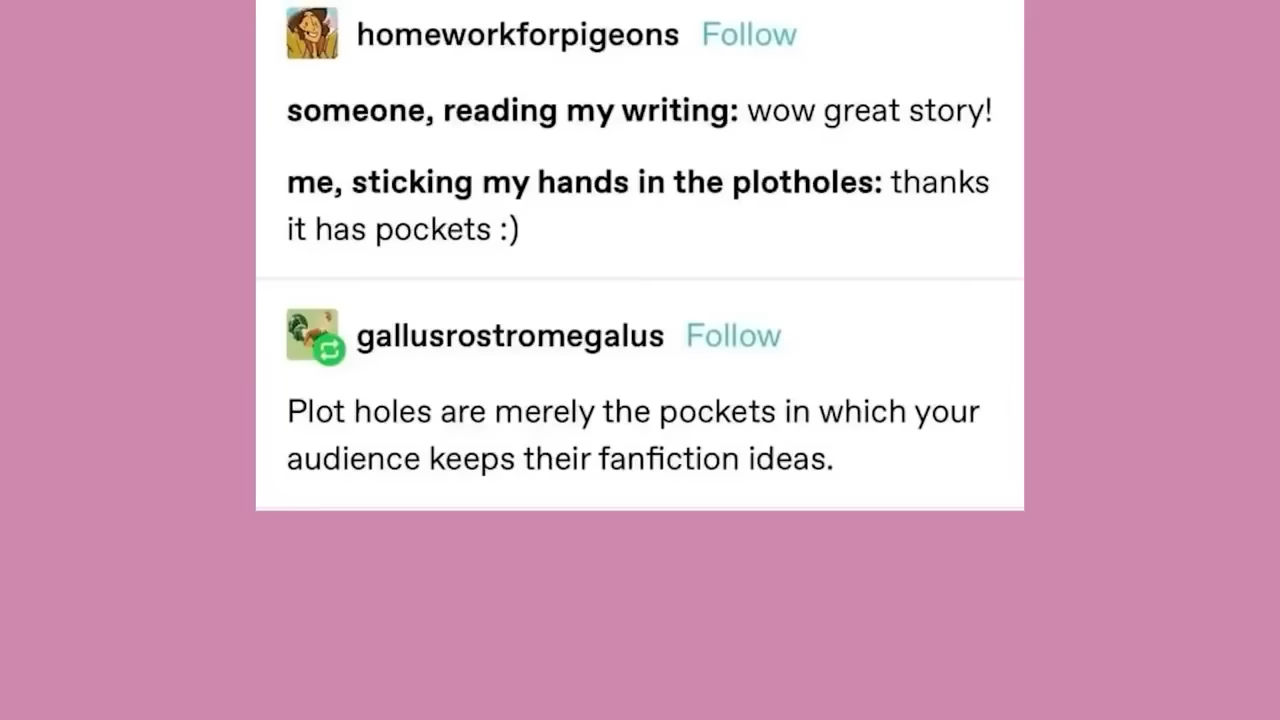 homeworkforpigeons Follow
someone, reading my writing: wow great story!
me, sticking my hands in the plotholes: thanks
it has pockets :)
gallusrostromegalus Follow
Plot holes are merely the pockets in which your
audience keeps their fanfiction ideas.